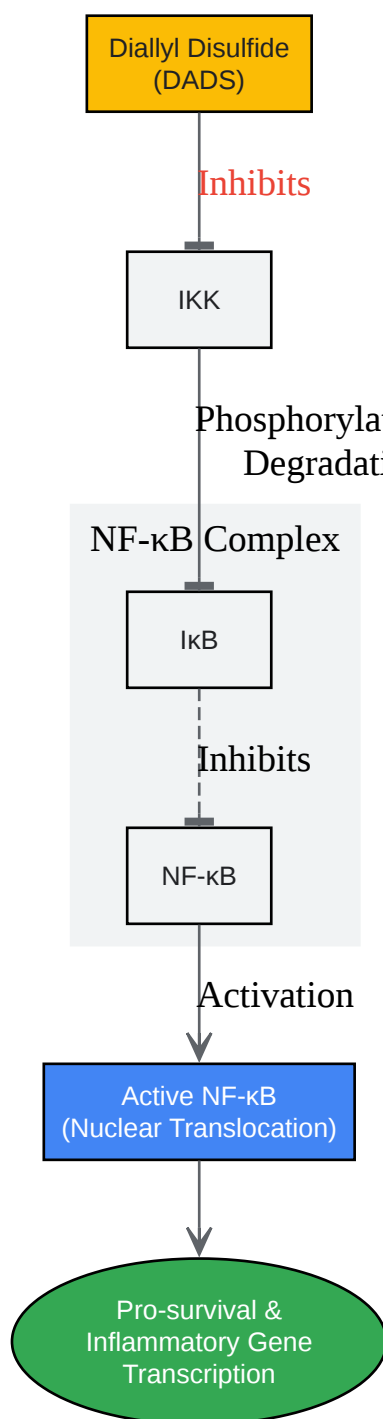 Diallyl Disulfide
(DADS)
Inhibits
IKK
Phosphorylat
Degradati
NF-κB Complex
IκB
Inhibits
NF-κB
Activation
Active NF-κB
(Nuclear Translocation)
Pro-survival &
Inflammatory Gene
Transcription